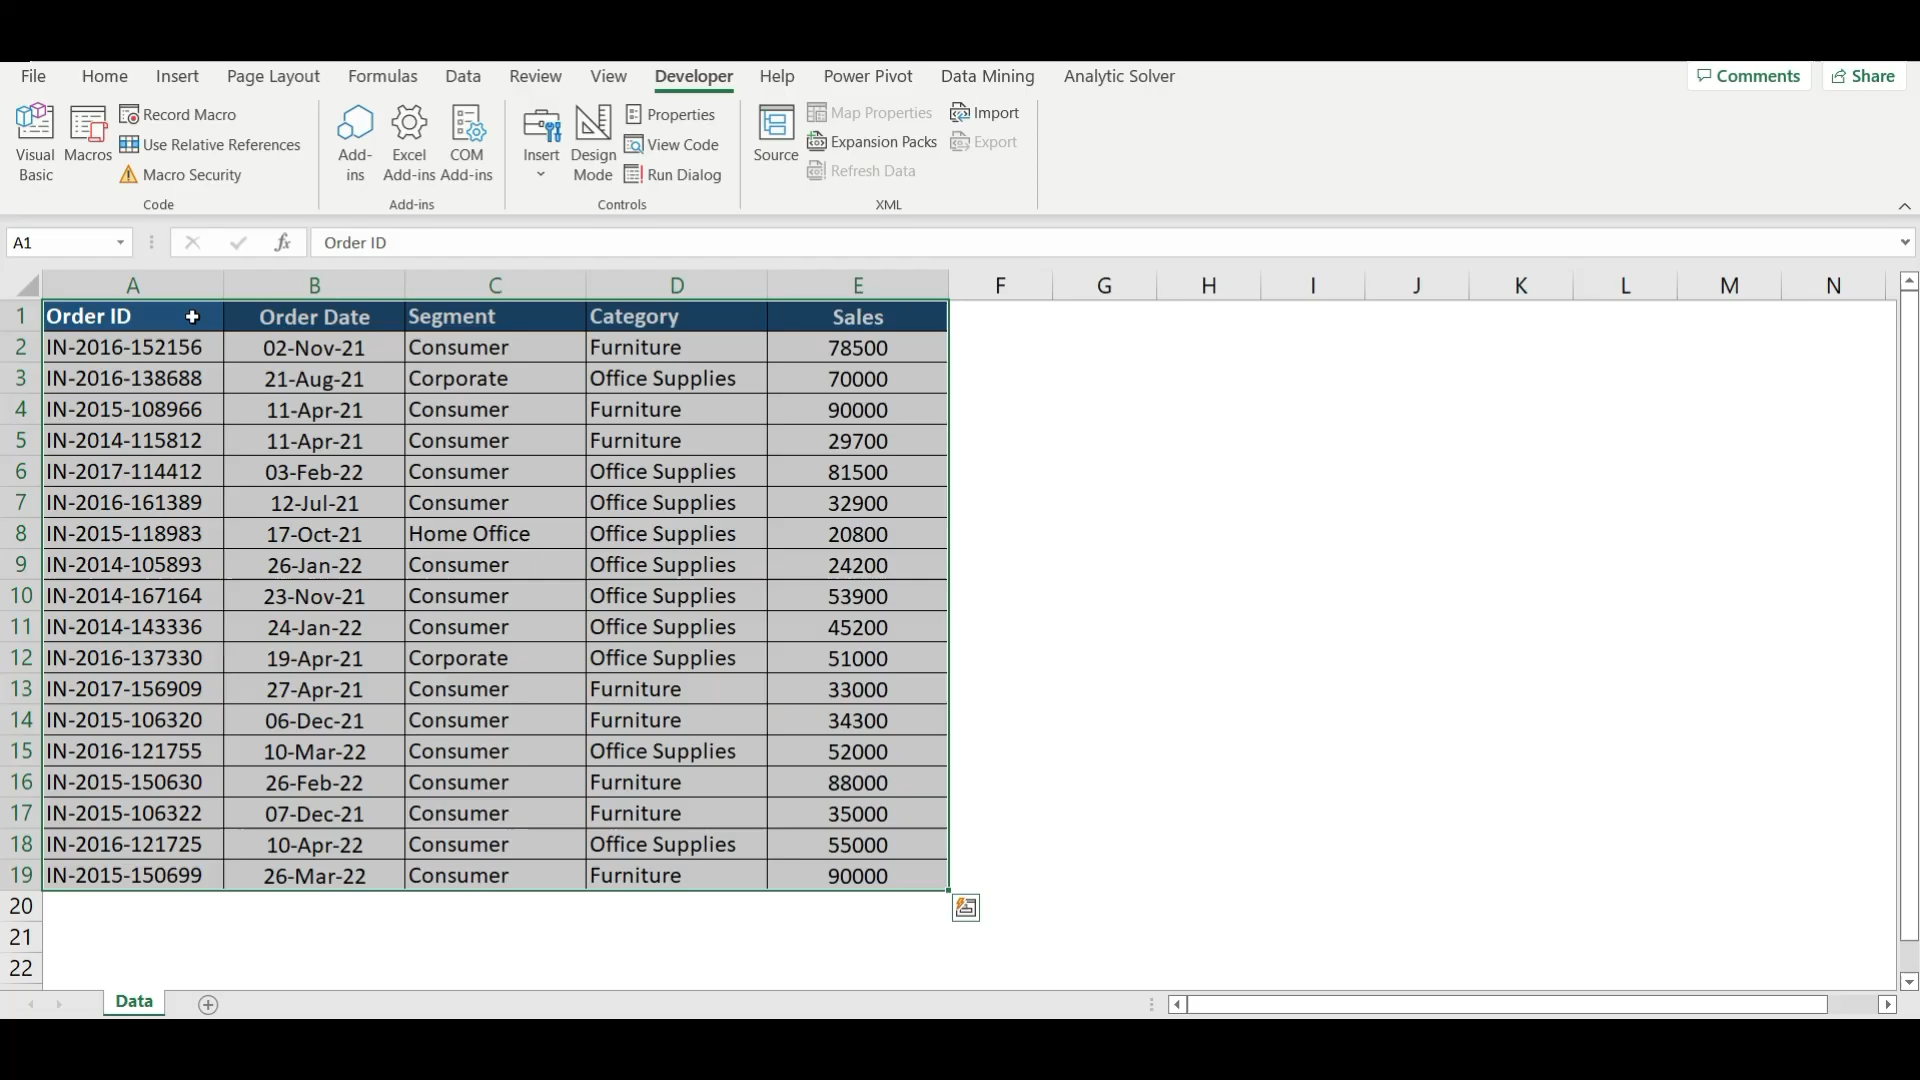 File Home Insert Page Layout Formulas Data Review View Developer Help Power Pivot Data Mining Analytic Solver Comments Share
Visual Basic
Macros
Record Macro
Use Relative References
Macro Security
Code
Add-ins
Excel Add-ins
COM Add-ins
Add-ins
Insert
Design Mode
Properties
View Code
Run Dialog
Controls
Source
Map Properties
Expansion Packs
Refresh Data
Import
Export
XML
A1 fx Order ID
A B C D E F G H I J K L M N
1 Order ID Order Date Segment Category Sales
2 IN-2016-152156 02-Nov-21 Consumer Furniture 78500
3 IN-2016-138688 21-Aug-21 Corporate Office Supplies 70000
4 IN-2015-108966 11-Apr-21 Consumer Furniture 90000
5 IN-2014-115812 11-Apr-21 Consumer Furniture 29700
6 IN-2017-114412 03-Feb-22 Consumer Office Supplies 81500
7 IN-2016-161389 12-Jul-21 Consumer Office Supplies 32900
8 IN-2015-118983 17-Oct-21 Home Office Office Supplies 20800
9 IN-2014-105893 26-Jan-22 Consumer Office Supplies 24200
10 IN-2014-167164 23-Nov-21 Consumer Office Supplies 53900
11 IN-2014-143336 24-Jan-22 Consumer Office Supplies 45200
12 IN-2016-137330 19-Apr-21 Corporate Office Supplies 51000
13 IN-2017-156909 27-Apr-21 Consumer Furniture 33000
14 IN-2015-106320 06-Dec-21 Consumer Furniture 34300
15 IN-2016-121755 10-Mar-22 Consumer Office Supplies 52000
16 IN-2015-150630 26-Feb-22 Consumer Furniture 88000
17 IN-2015-106322 07-Dec-21 Consumer Furniture 35000
18 IN-2016-121725 10-Apr-22 Consumer Office Supplies 55000
19 IN-2015-150699 26-Mar-22 Consumer Furniture 90000
20
21
22
Data